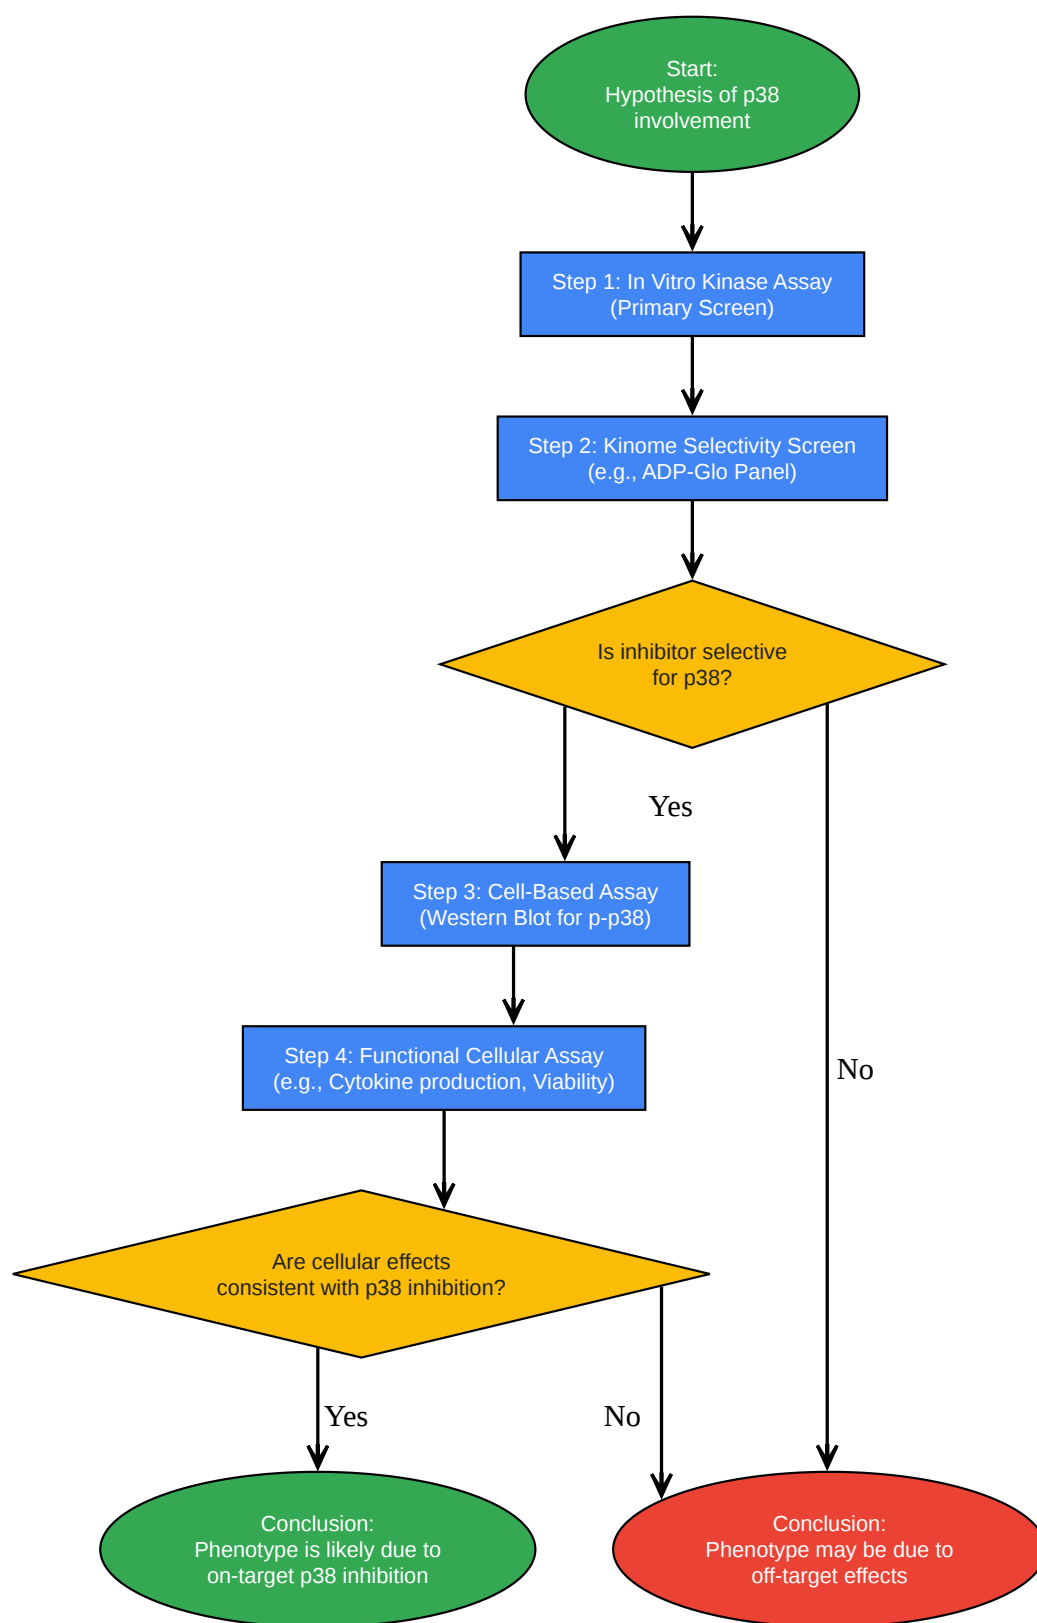 Start:
Hypothesis of p38
involvement
Step 1: In Vitro Kinase Assay
(Primary Screen)
Step 2: Kinome Selectivity Screen
(e.g., ADP-Glo Panel)
Is inhibitor selective
for p38?
Yes
Step 3: Cell-Based Assay
(Western Blot for p-p38)
Step 4: Functional Cellular Assay
(e.g., Cytokine production, Viability)
No
Are cellular effects
consistent with p38 inhibition?
Yes
No
Conclusion:
Phenotype is likely due to
on-target p38 inhibition
Conclusion:
Phenotype may be due to
off-target effects